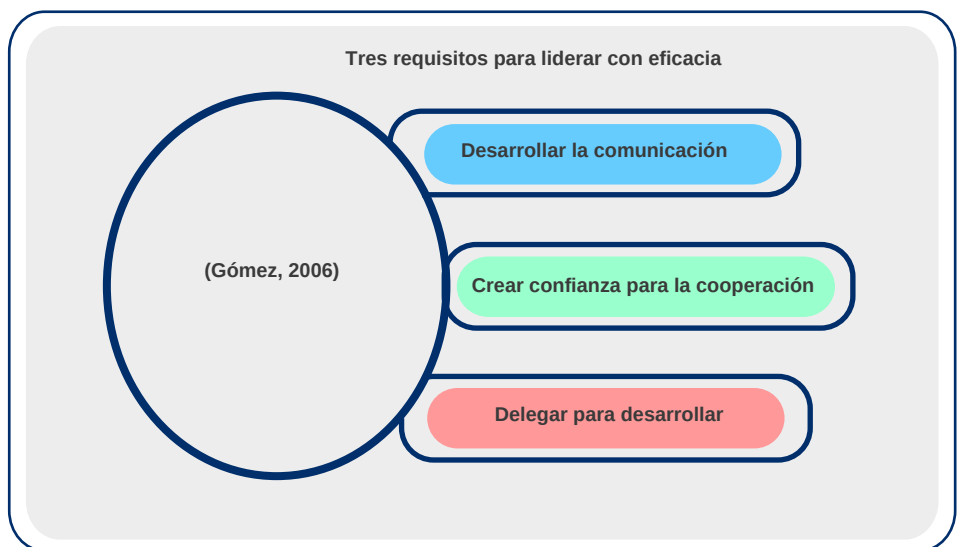 Tres requisitos para liderar con eficacia
Desarrollar la comunicación
(Gómez, 2006)
Crear confianza para la cooperación
Delegar para desarrollar